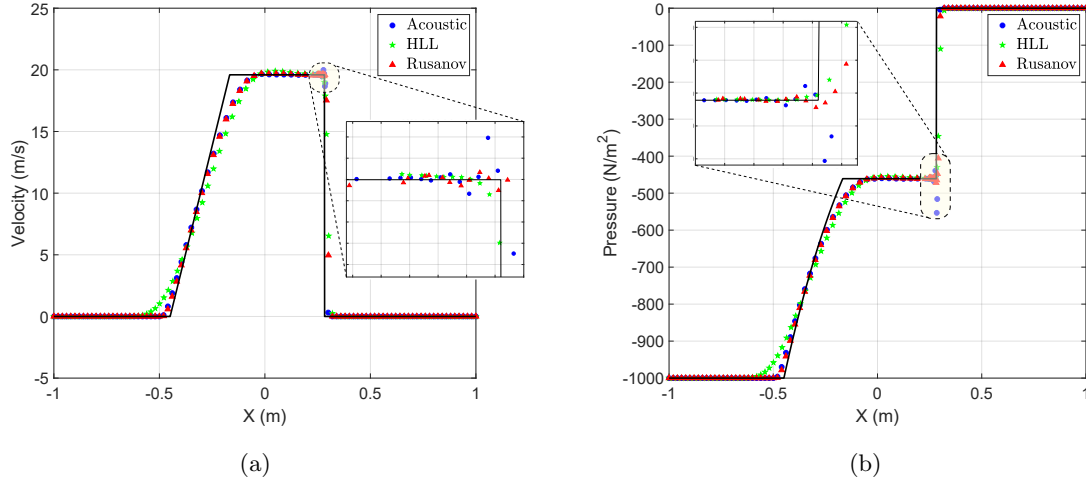 25
20
15
10
5
0
-5
-1
-0.5
0
0.5
1
X (m)
Velocity (m/s)
Acoustic
HLL
Rusanov
(a)
0
-100
-200
-300
-400
-500
-600
-700
-800
-900
-1000
-1
-0.5
0
0.5
1
X (m)
Pressure (N/m²)
Acoustic
HLL
Rusanov
(b)